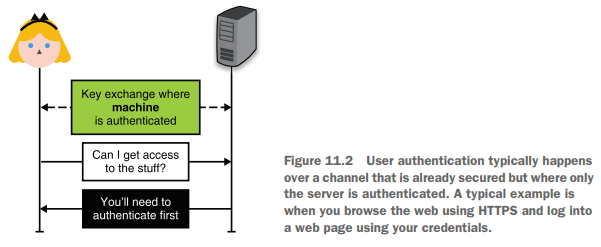 Key exchange where
machine
is authenticated
Can I get access
to the stuff?
You'll need to
authenticate first
Figure 11.2 User authentication typically happens
over a channel that is already secured but where only
the server is authenticated. A typical example is
when you browse the web using HTTPS and log into
a web page using your credentials.